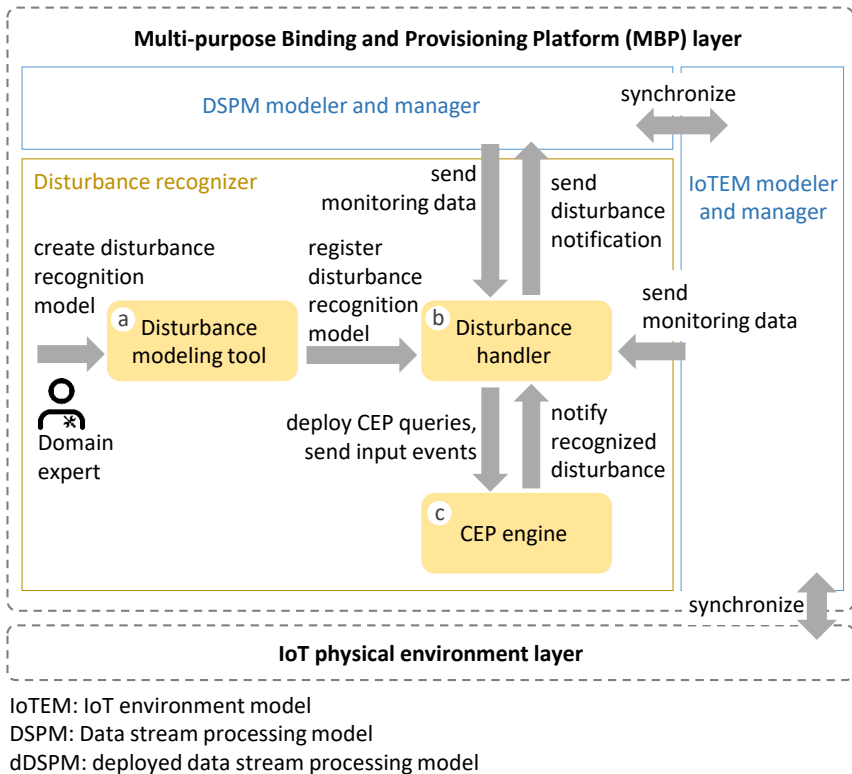 Multi-purpose Binding and Provisioning Platform (MBP) layer
DSPM modeler and manager
synchronize
Disturbance recognizer
send
monitoring data
send
disturbance
notification
IoTEM modeler
and manager
create disturbance
recognition
model
register
disturbance
recognition
model
send
monitoring data
a
Disturbance
modeling tool
b
Disturbance
handler
Domain
expert
deploy CEP queries,
send input events
notify
recognized
disturbance
c
CEP engine
synchronize
IoT physical environment layer
IoTEM: IoT environment model
DSPM: Data stream processing model
dDSPM: deployed data stream processing model